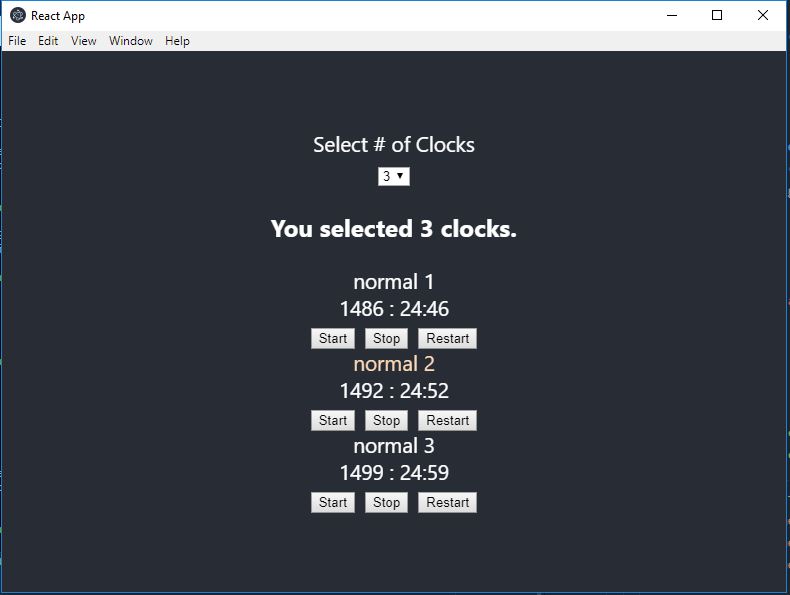 React App
File Edit View Window Help
Select # of Clocks
3
You selected 3 clocks.
normal 1
1486 : 24:46
Start Stop Restart
normal 2
1492 : 24:52
Start Stop Restart
normal 3
1499 : 24:59
Start Stop Restart